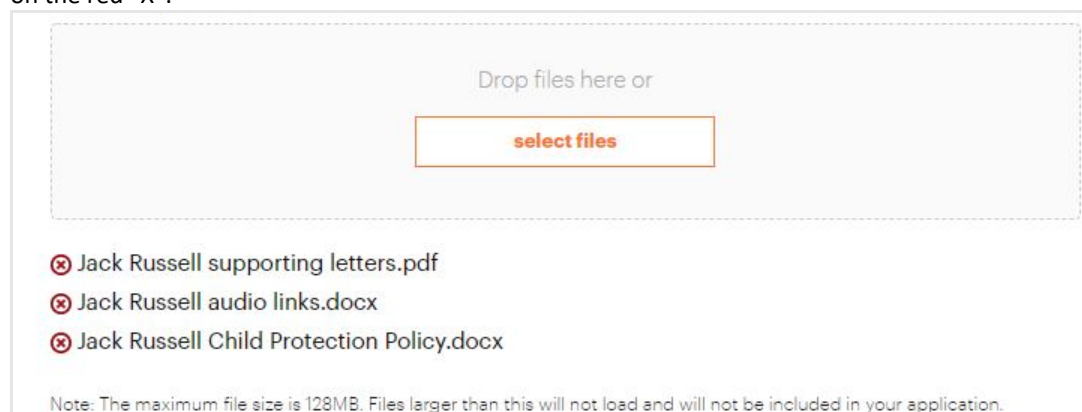 on the red "X".
Drop files here or
select files
Jack Russell supporting letters.pdf
Jack Russell audio links.docx
Jack Russell Child Protection Policy.docx
Note: The maximum file size is 128MB. Files larger than this will not load and will not be included in your application.